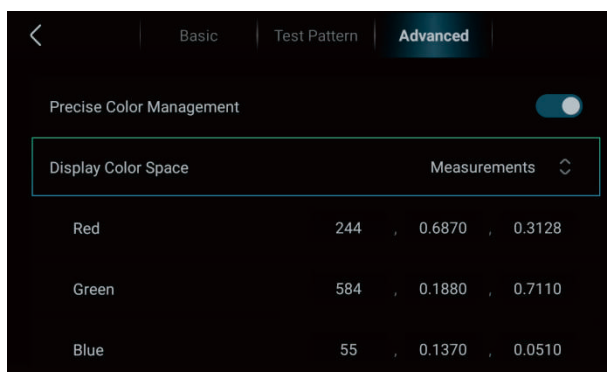 Basic Test Pattern Advanced
Precise Color Management
Display Color Space Measurements
Red 244 , 0.6870 , 0.3128
Green 584 , 0.1880 , 0.7110
Blue 55 , 0.1370 , 0.0510